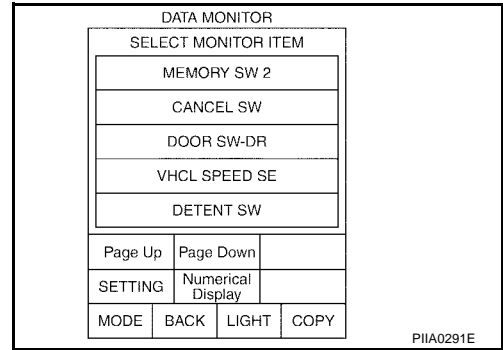 DATA MONITOR
SELECT MONITOR ITEM
MEMORY SW 2
CANCEL SW
DOOR SW-DR
VHCL SPEED SE
DETENT SW
Page Up Page Down
SETTING Numerical
Display
MODE BACK LIGHT COPY
PIIA0291E